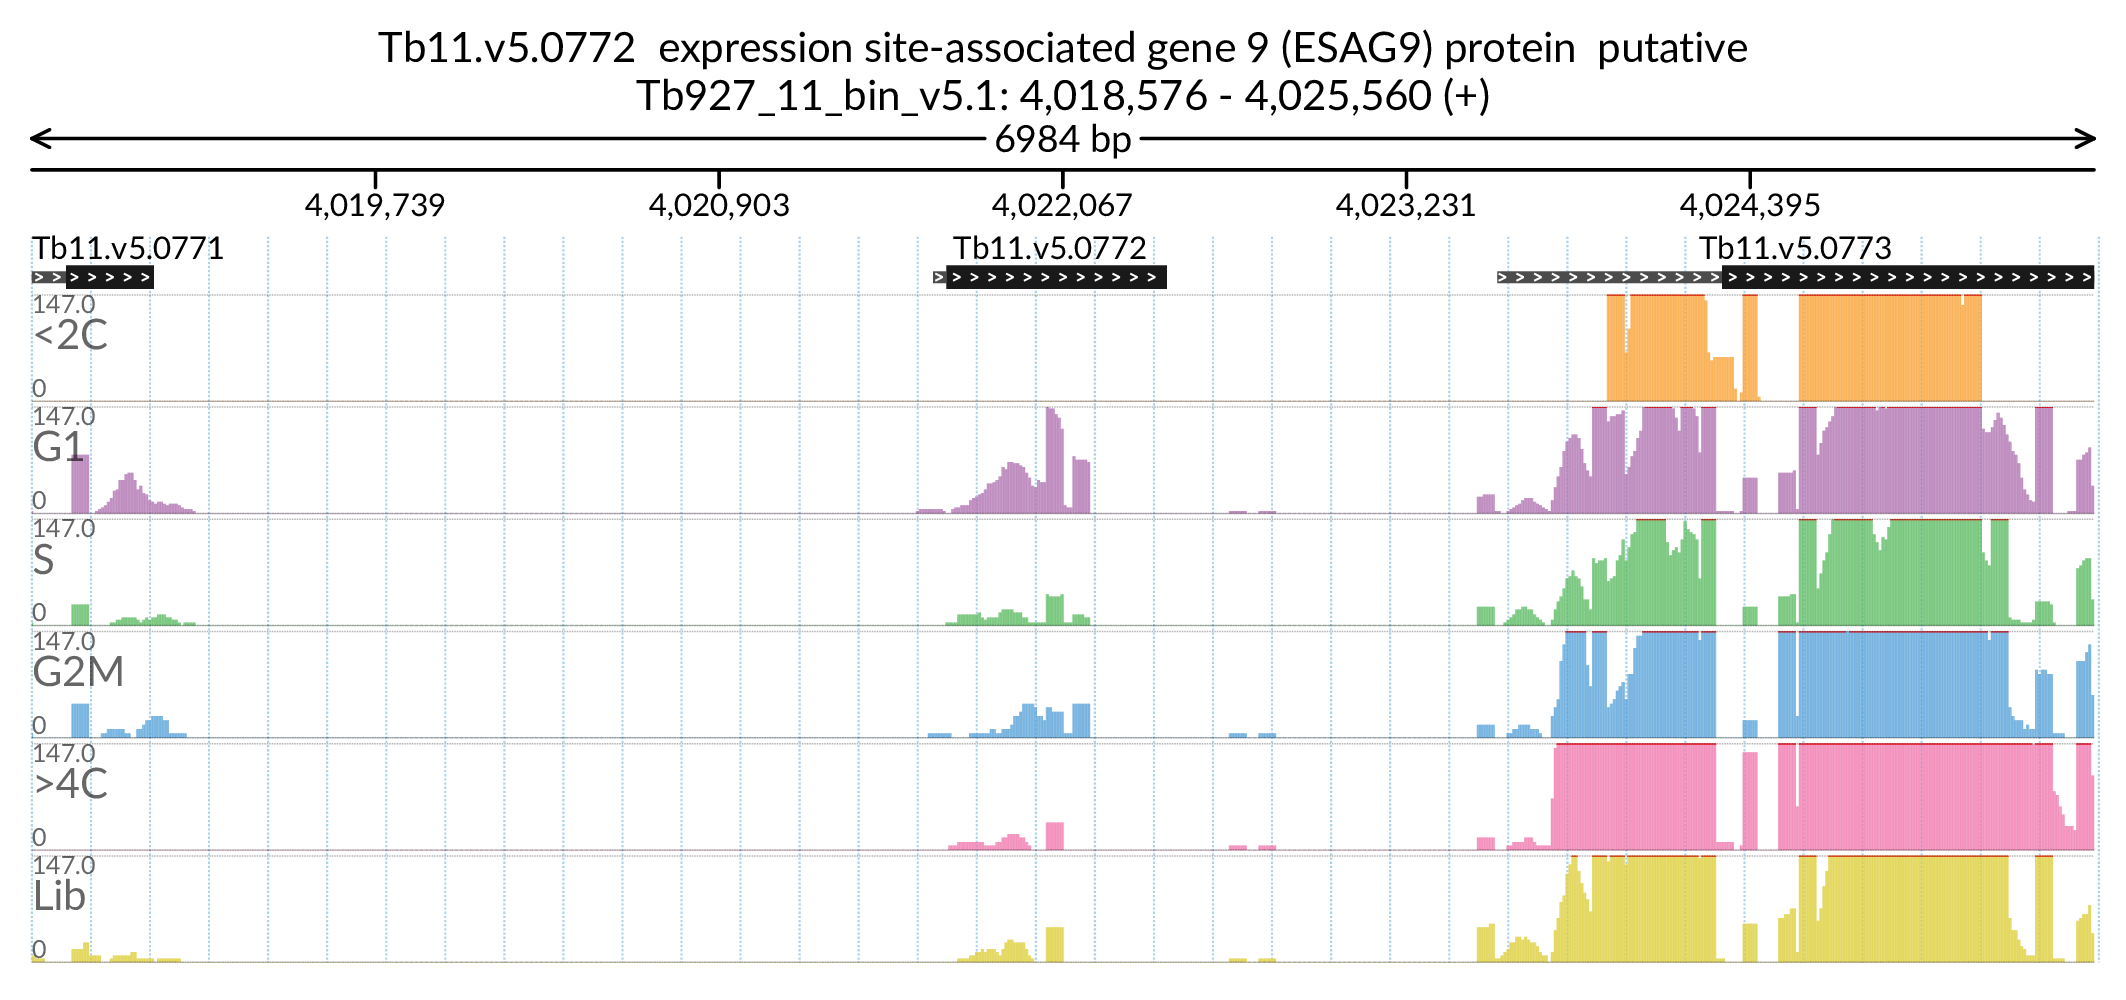 Tb11.v5.0772  expression site-associated gene 9 (ESAG9) protein  putative
Tb927_11_bin_v5.1: 4,018,576 - 4,025,560 (+)
6984 bp
4,019,739 4,020,903 4,022,067 4,023,231 4,024,395
Tb11.v5.0771 Tb11.v5.0772 Tb11.v5.0773
147.0
<2C
0
147.0
G1
0
147.0
S
0
147.0
G2M
0
147.0
>4C
0
147.0
Lib
0